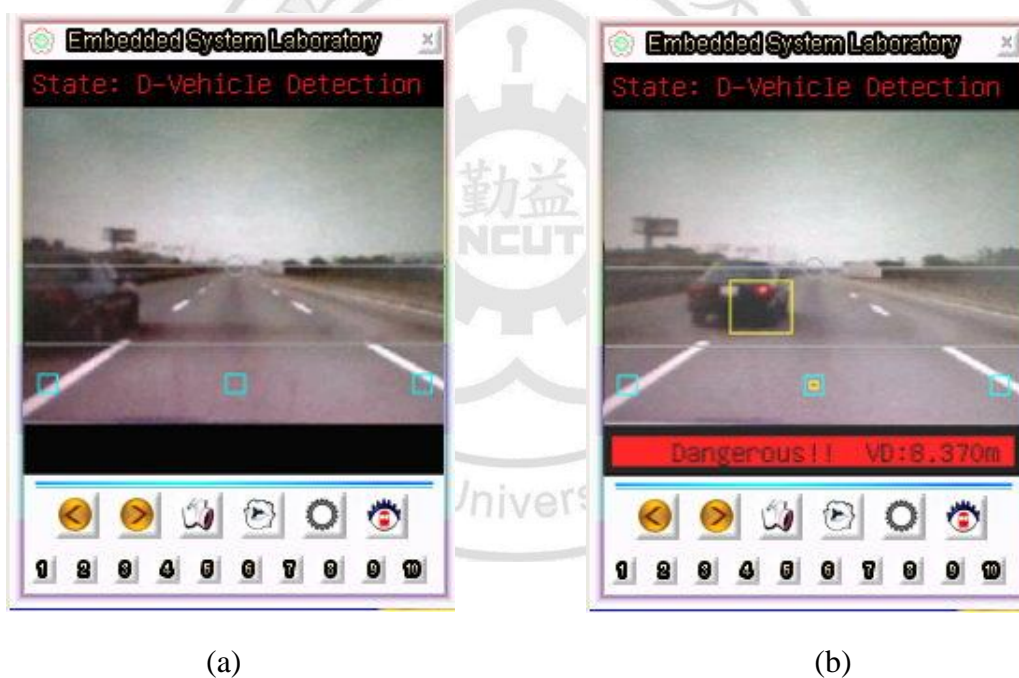 Embedded System Laboratory
State: D-Vehicle Detection
1 2 3 4 5 6 7 8 9 10
(a)
Embedded System Laboratory
State: D-Vehicle Detection
Dangerous!! VD:8.370m
1 2 3 4 5 6 7 8 9 10
(b)
勤益
NCUT
Univers